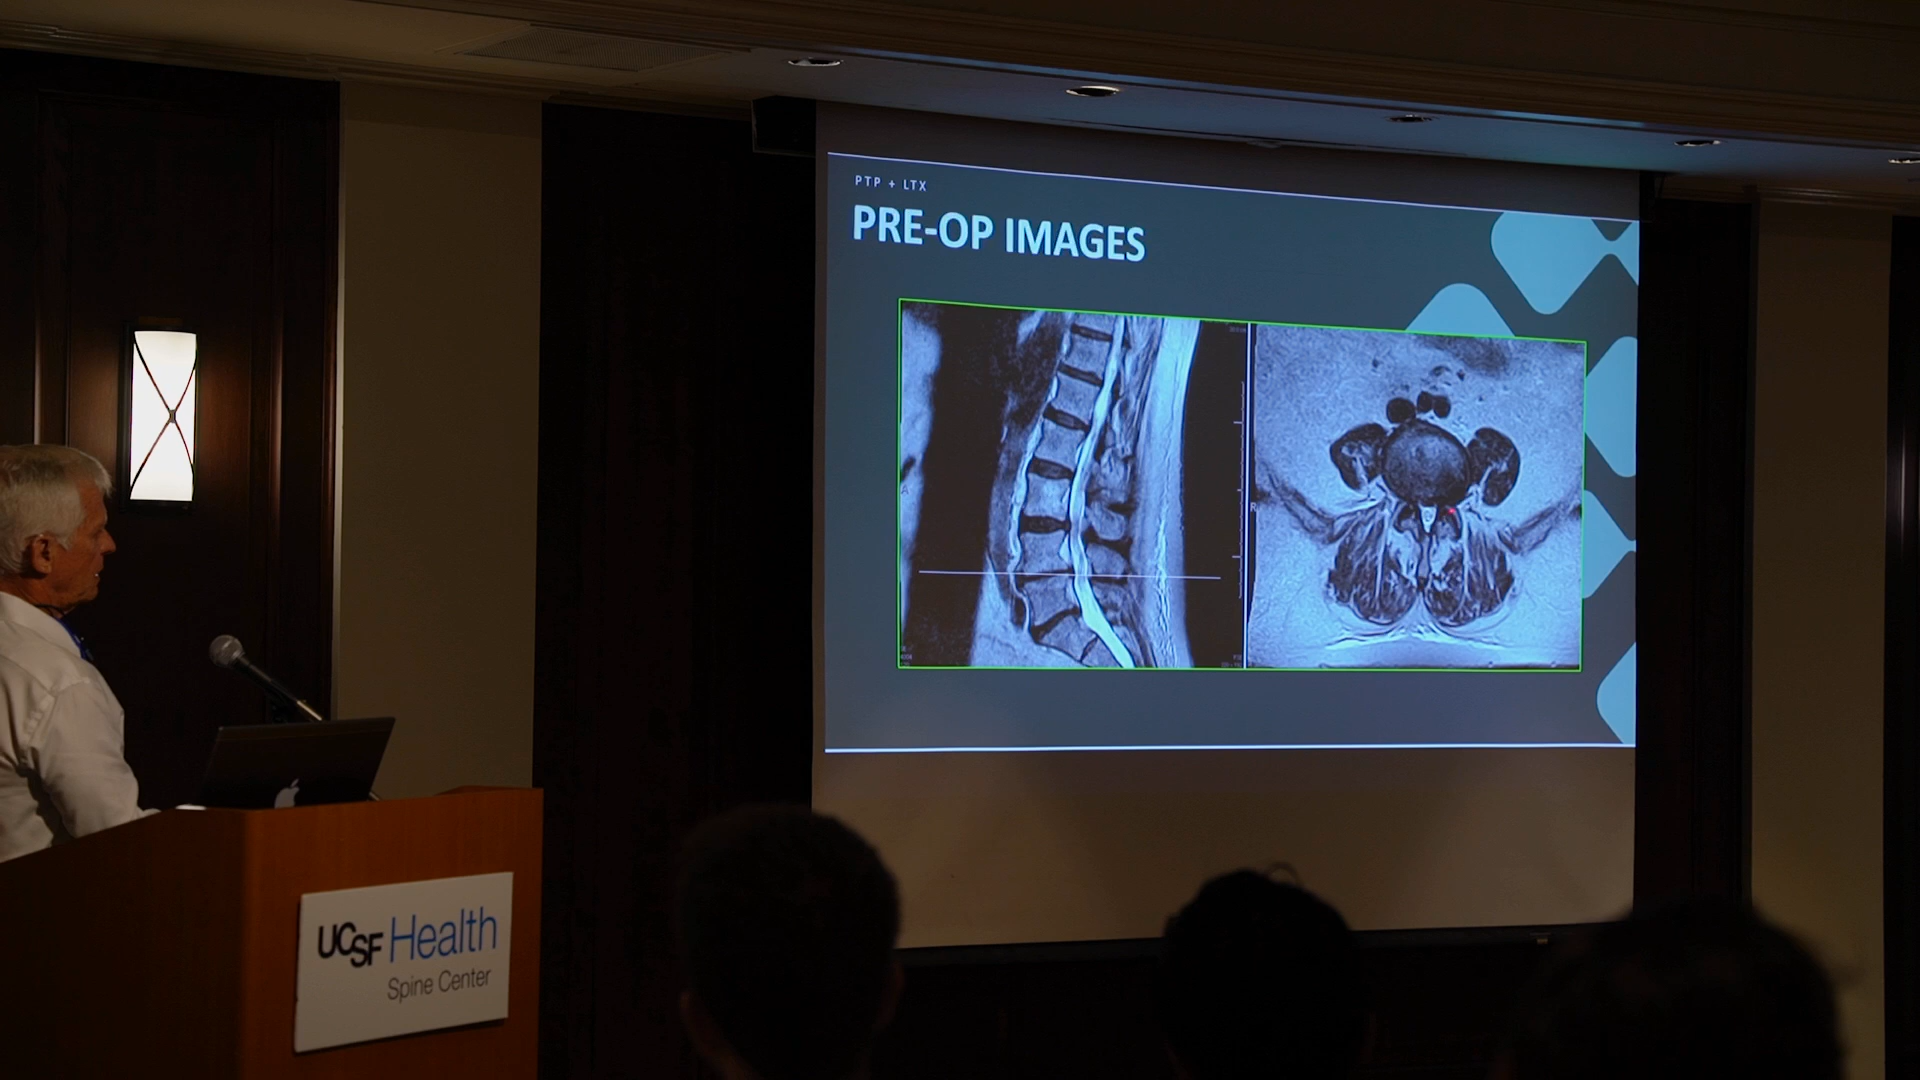 PTP + LTX
PRE-OP IMAGES
A
R
UCSF Health
Spine Center